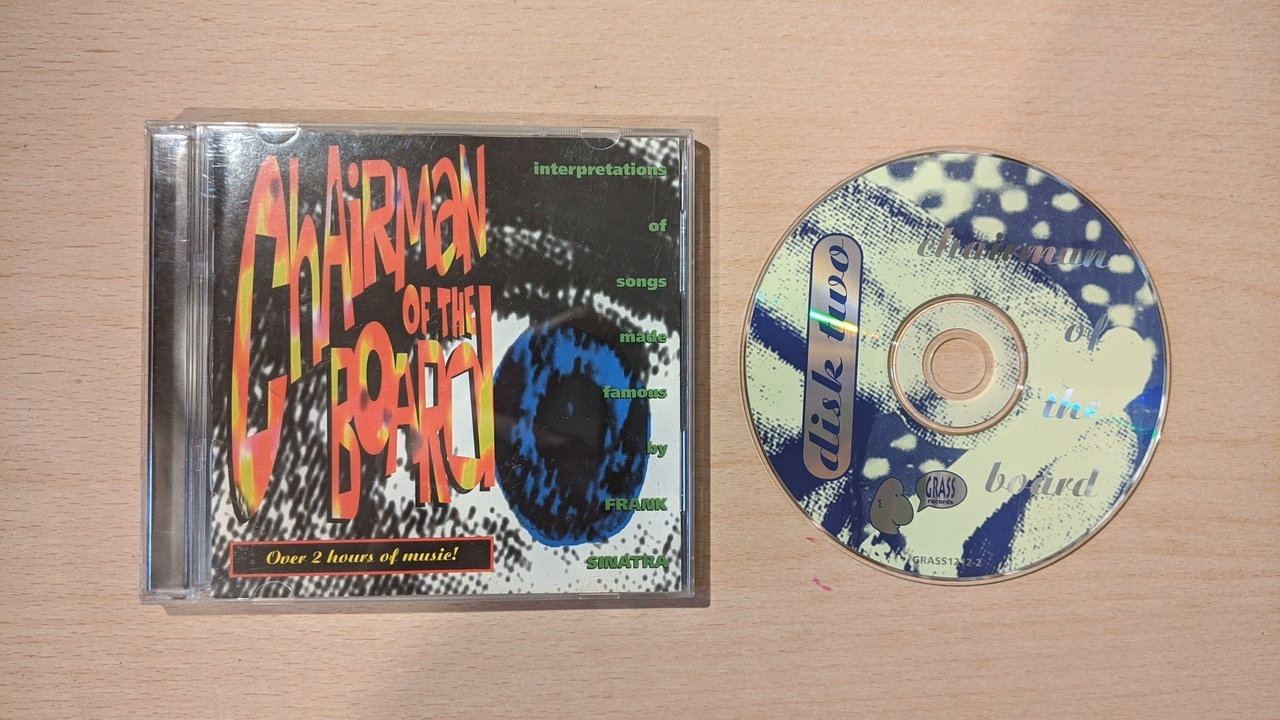 ChAiRMaN
OF THE
BOARd
interpretations
of
songs
made
famous
by
FRANK
SINATRA
Over 2 hours of music!
disk two
chairman
of
the
board
GRASS
records